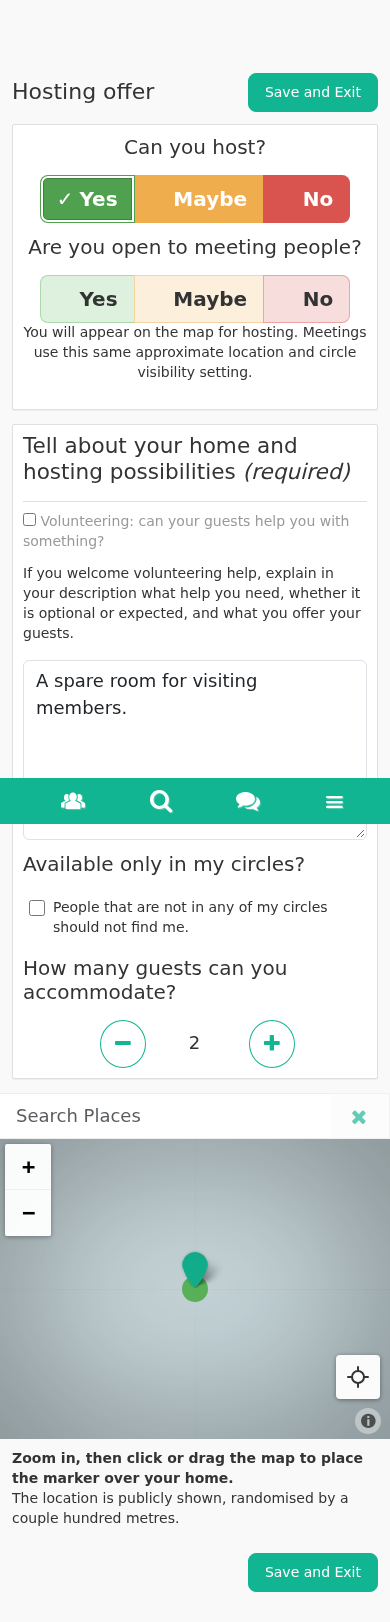 Hosting offer
Save and Exit
Can you host?
✓ Yes
Maybe
No
Are you open to meeting people?
Yes
Maybe
No
You will appear on the map for hosting. Meetings
use this same approximate location and circle
visibility setting.
Tell about your home and
hosting possibilities (required)
Volunteering: can your guests help you with
something?
If you welcome volunteering help, explain in
your description what help you need, whether it
is optional or expected, and what you offer your
guests.
A spare room for visiting
members.
Available only in my circles?
People that are not in any of my circles
should not find me.
How many guests can you
accommodate?
− 2 +
Search Places
+
−
Zoom in, then click or drag the map to place
the marker over your home.
The location is publicly shown, randomised by a
couple hundred metres.
Save and Exit